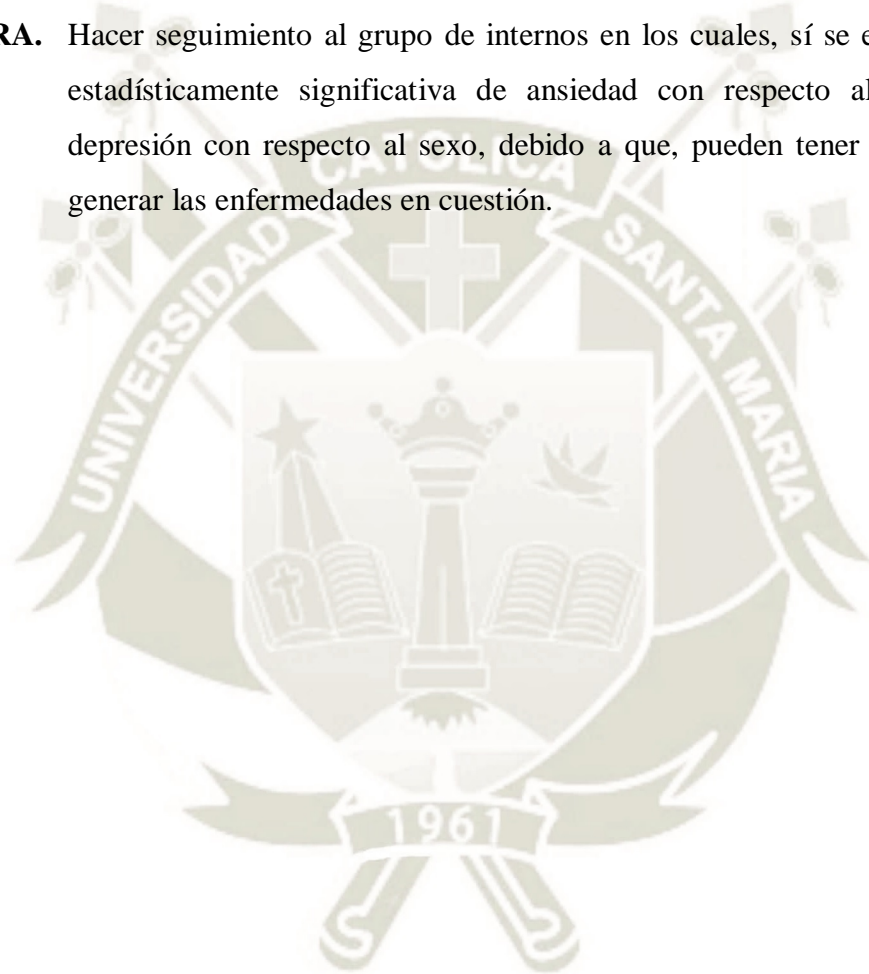 RA. Hacer seguimiento al grupo de internos en los cuales, sí se e
estadísticamente significativa de ansiedad con respecto al
depresión con respecto al sexo, debido a que, pueden tener
generar las enfermedades en cuestión.
UNIVERSIDAD CATOLICA SANTA MARIA
1961